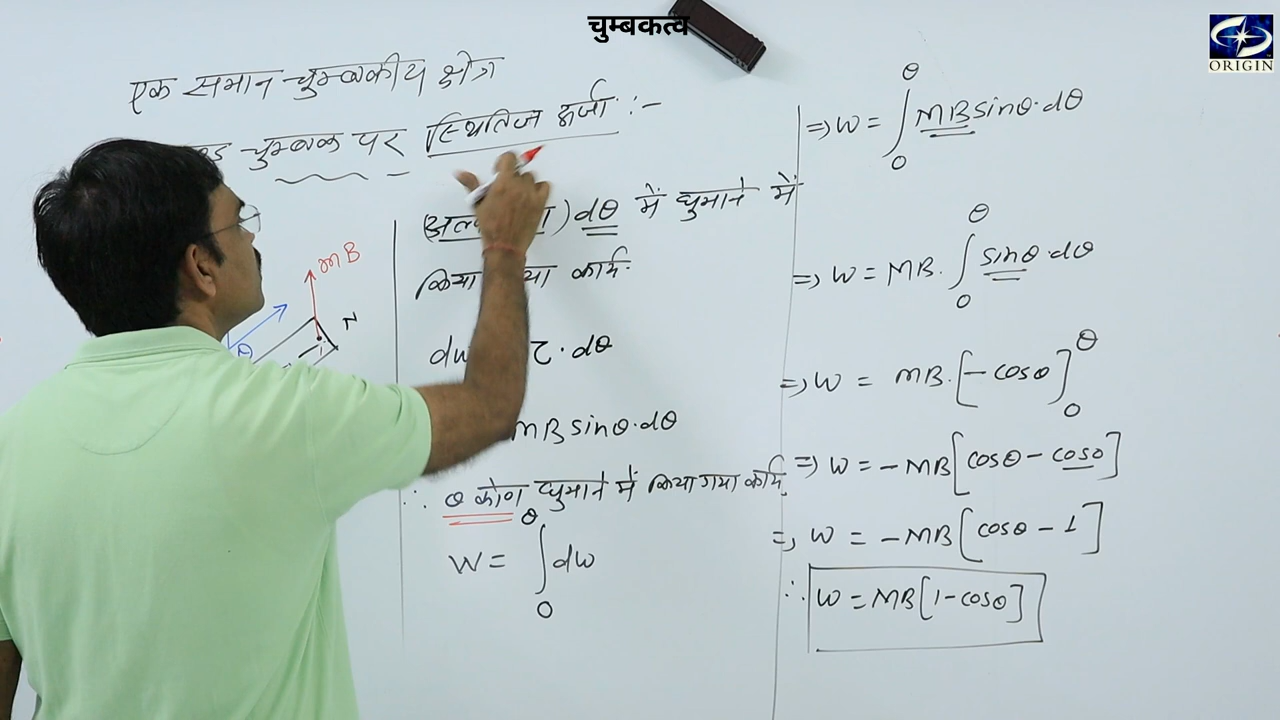 चुम्बकत्व
ORIGIN
एक समान चुम्बकीय क्षेत्र
चुम्बक पर स्थितिज ऊर्जा :-
mB
N
θ
dθ में घुमाने में
किया कार्य
τ. dθ
mB sinθ. dθ
∴ θ कोण घुमाने में किया गया कार्य
W = ∫₀^θ dw
⇒ W = ∫₀^θ MB sinθ. dθ
⇒ W = MB. ∫₀^θ sinθ. dθ
⇒ W = MB. [- cosθ]₀^θ
⇒ W = -MB[cosθ - cos0]
⇒ W = -MB[cosθ - 1]
∴ W = MB[1-cosθ]